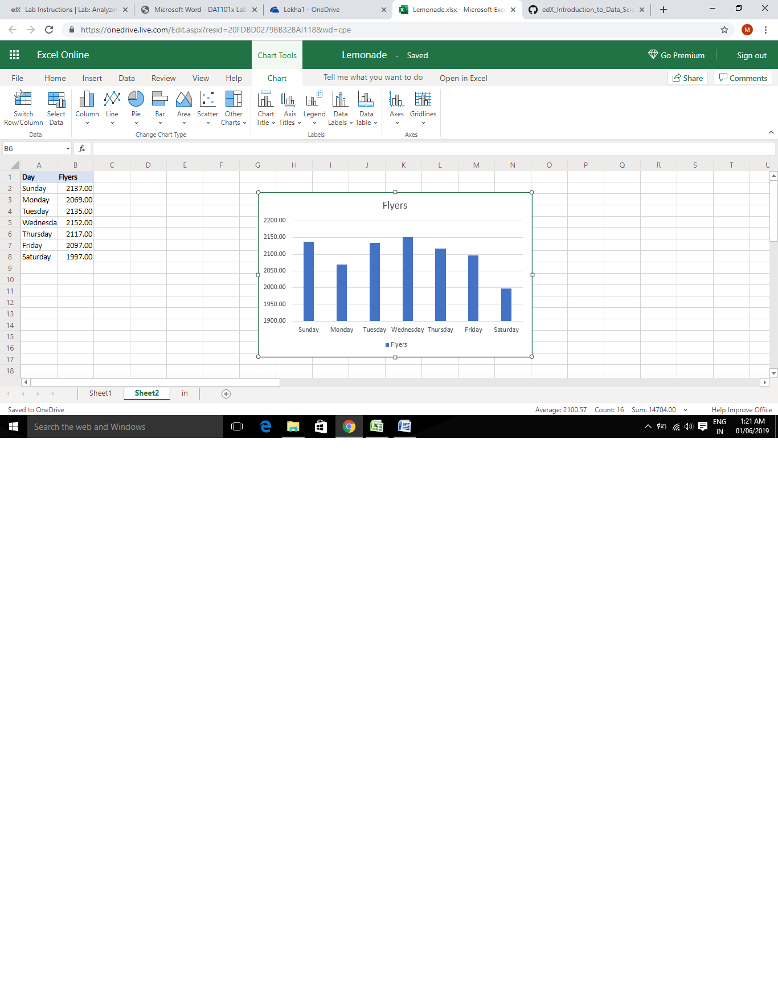 edX Lab Instructions | Lab: Analyzin
Microsoft Word - DAT101x Lab
Lekha1 - OneDrive
Lemonade.xlsx - Microsoft Exc
edX_Introduction_to_Data_Scie
https://onedrive.live.com/Edit.aspx?resid=20FDBD0279BB32BA!118&wd=cpe
M
Excel Online
Chart Tools
Lemonade - Saved
Go Premium
Sign out
File Home Insert Data Review View Help Chart Tell me what you want to do Open in Excel Share Comments
Switch Row/Column
Select Data
Column Line Pie Bar Area Scatter
Other Charts
Chart Title
Axis Titles
Legend
Data Labels
Data Table
Axes Gridlines
Data Change Chart Type Labels Axes
B6 fx
A B C D E F G H I J K L M N O P Q R S T U
1 Day Flyers
2 Sunday 2137.00
3 Monday 2069.00
4 Tuesday 2135.00
5 Wednesda 2152.00
6 Thursday 2117.00
7 Friday 2097.00
8 Saturday 1997.00
9
10
11
12
13
14
15
16
17
18
Flyers
2200.00
2150.00
2100.00
2050.00
2000.00
1950.00
1900.00
Sunday Monday Tuesday Wednesday Thursday Friday Saturday
Flyers
Sheet1 Sheet2 in
Saved to OneDrive Average: 2100.57 Count: 16 Sum: 14704.00 Help Improve Office
Search the web and Windows
ENG
IN
1:21 AM
01/06/2019